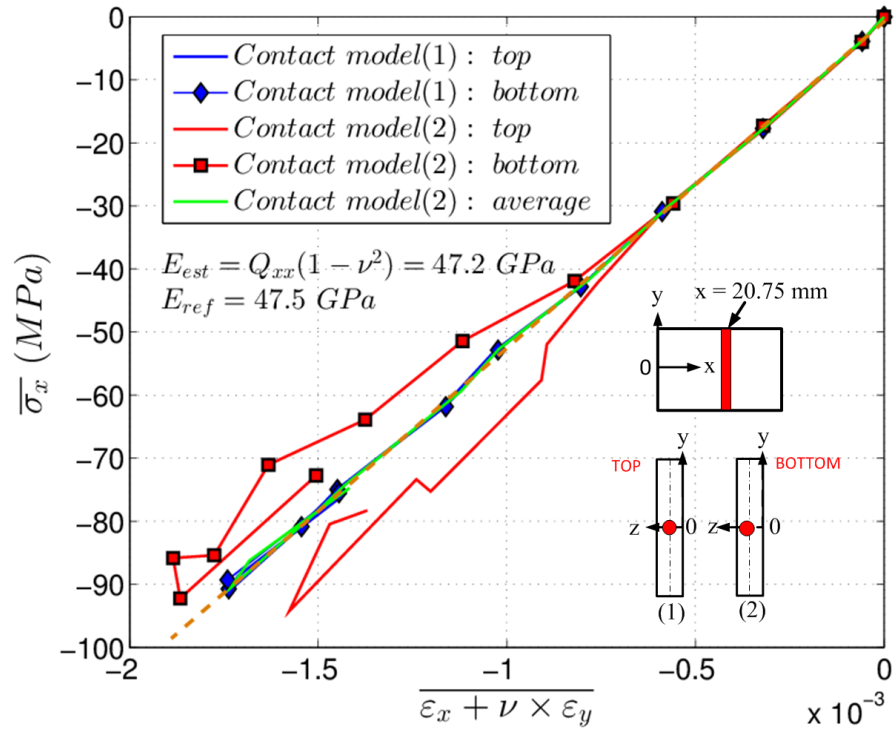 0
−10
−20
−30
−40
−50
−60
−70
−80
−90
−100
σ̅x (MPa)
Contact model(1) : top
Contact model(1) : bottom
Contact model(2) : top
Contact model(2) : bottom
Contact model(2) : average
E_est = Q_xx(1 − ν²) = 47.2 GPa
E_ref = 47.5 GPa
y x = 20.75 mm
0 x
TOP y y BOTTOM
z 0 z 0
(1) (2)
−2 −1.5 −1 −0.5 0
ε_x + ν × ε_y
x 10⁻³